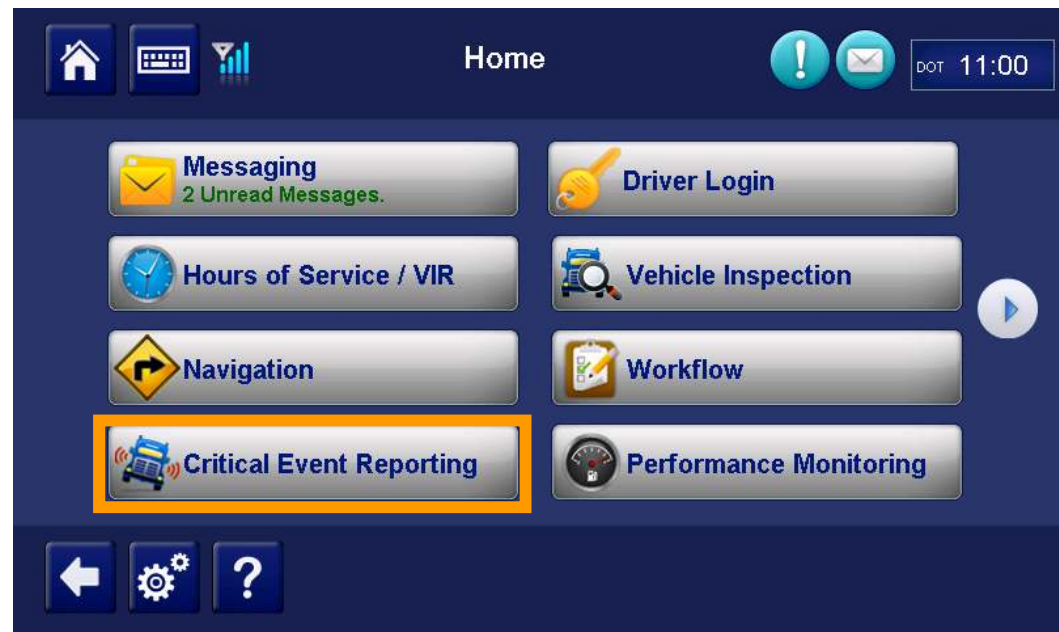 Home
DOT 11:00
Messaging
2 Unread Messages.
Driver Login
Hours of Service / VIR
Vehicle Inspection
Navigation
Workflow
Critical Event Reporting
Performance Monitoring
?